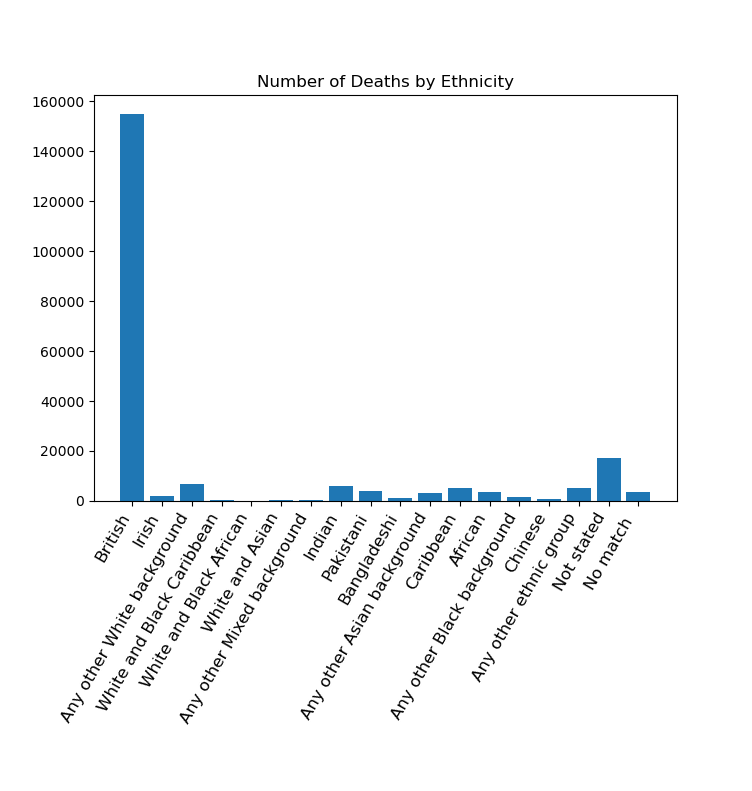 Number of Deaths by Ethnicity
160000
140000
120000
100000
80000
60000
40000
20000
0
British
Irish
Any other White background
White and Black Caribbean
White and Black African
White and Asian
Any other Mixed background
Indian
Pakistani
Bangladeshi
Any other Asian background
Caribbean
African
Any other Black background
Chinese
Any other ethnic group
Not stated
No match